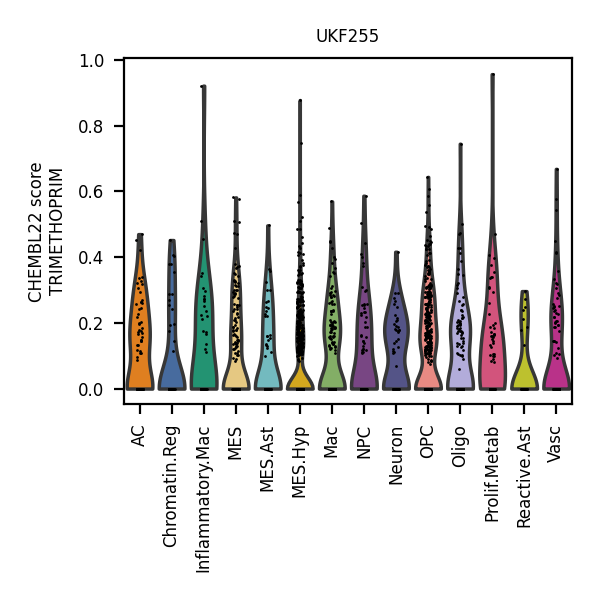 UKF255
CHEMBL22 score
TRIMETHOPRIM
1.0
0.8
0.6
0.4
0.2
0.0
AC
Chromatin.Reg
Inflammatory.Mac
MES
MES.Ast
MES.Hyp
Mac
NPC
Neuron
OPC
Oligo
Prolif.Metab
Reactive.Ast
Vasc